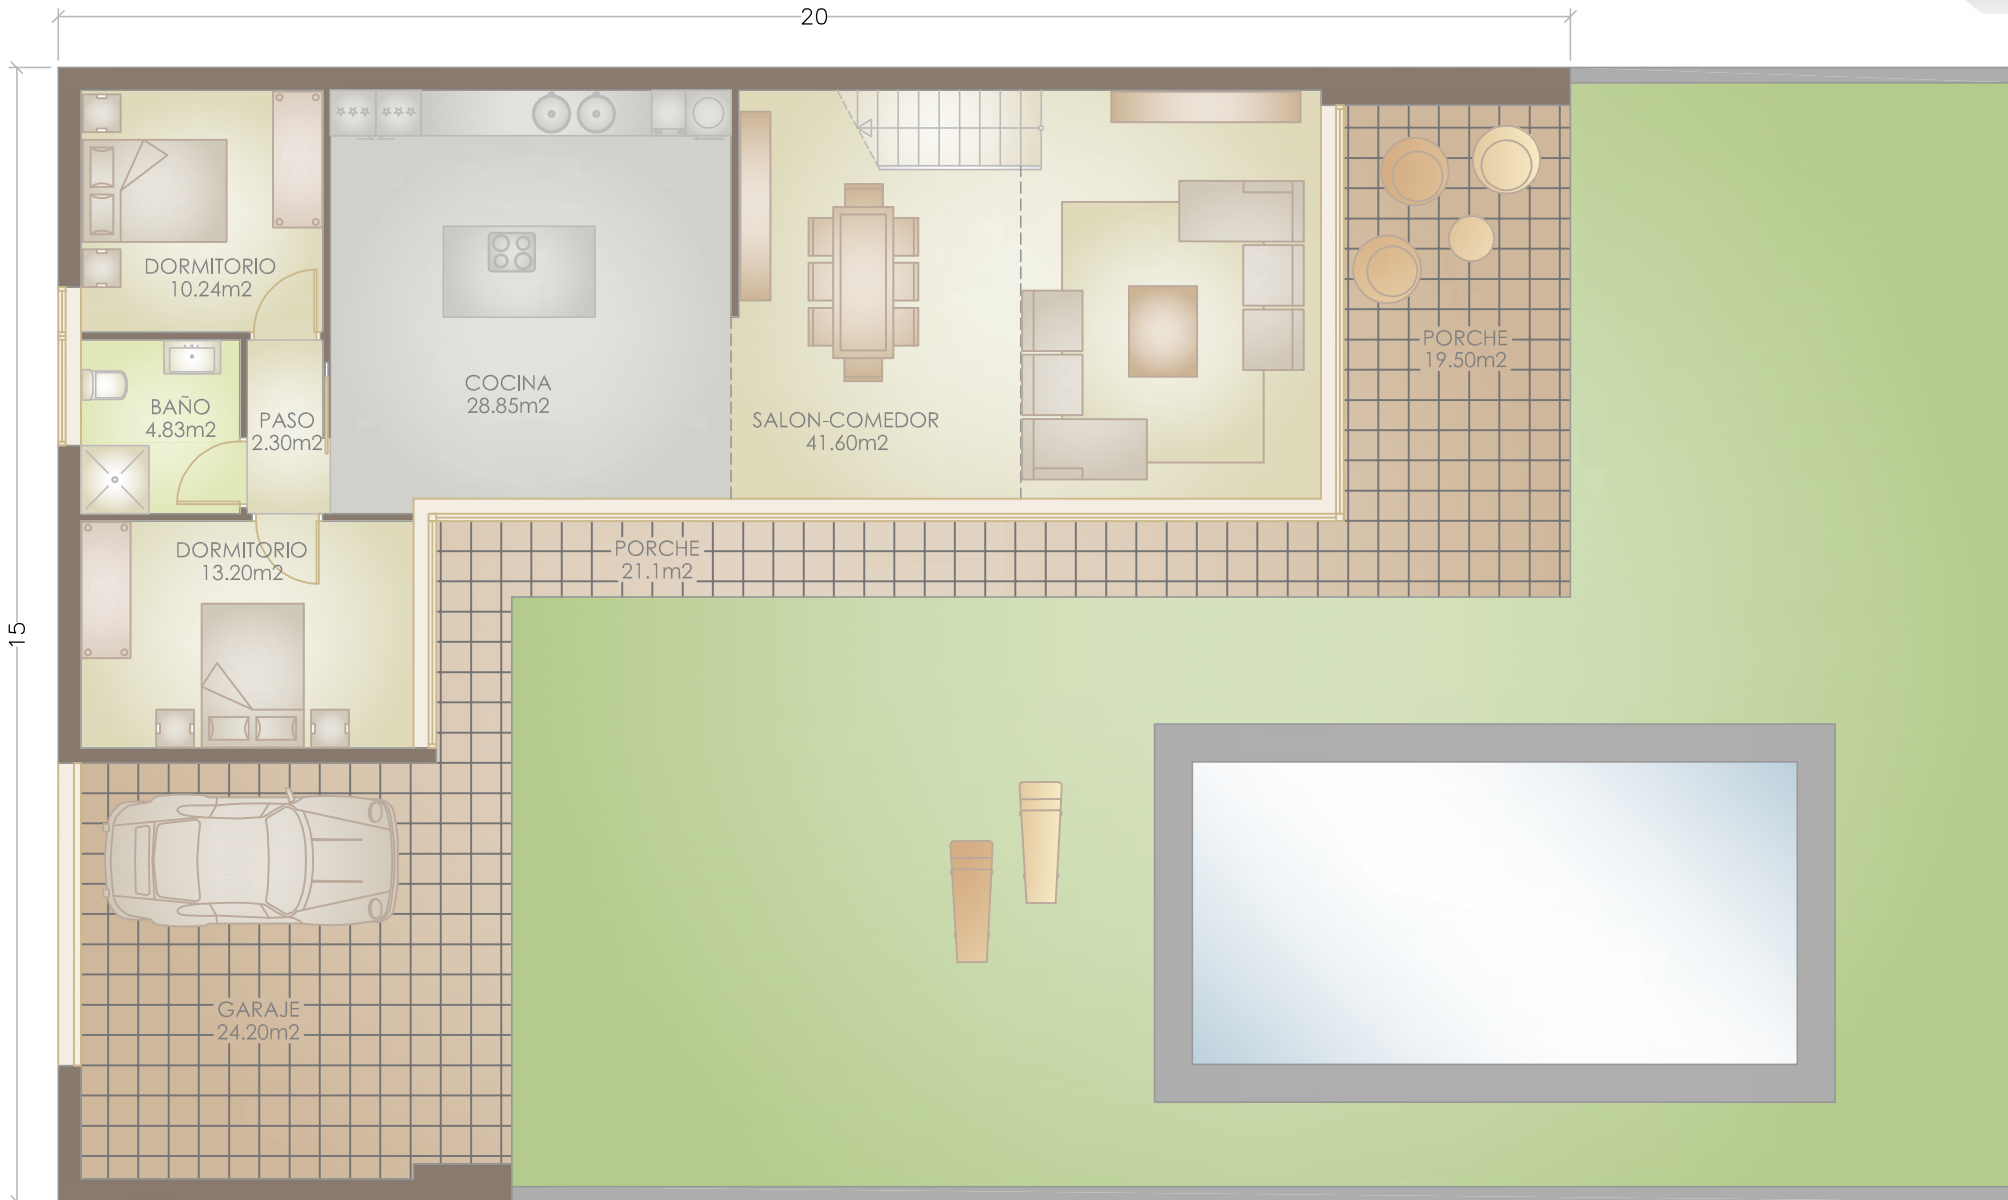 20
15
DORMITORIO
10.24m2
BAÑO
4.83m2
PASO
2.30m2
COCINA
28.85m2
SALON-COMEDOR
41.60m2
PORCHE
19.50m2
DORMITORIO
13.20m2
PORCHE
21.1m2
GARAJE
24.20m2